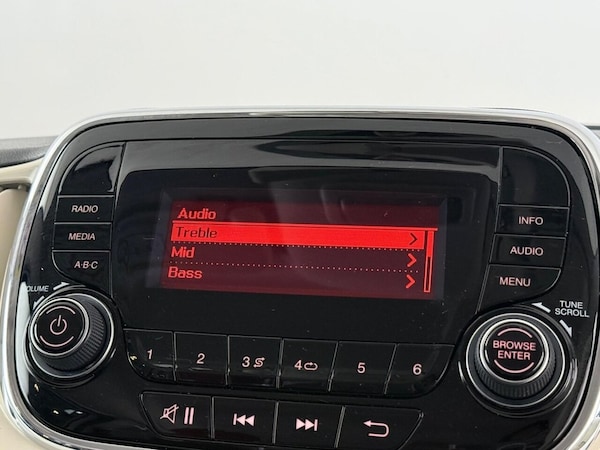 Audio
Treble
Mid
Bass
RADIO
MEDIA
A·B·C
INFO
AUDIO
MENU
VOLUME
TUNE
SCROLL
BROWSE
ENTER
1 2 3 4 5 6